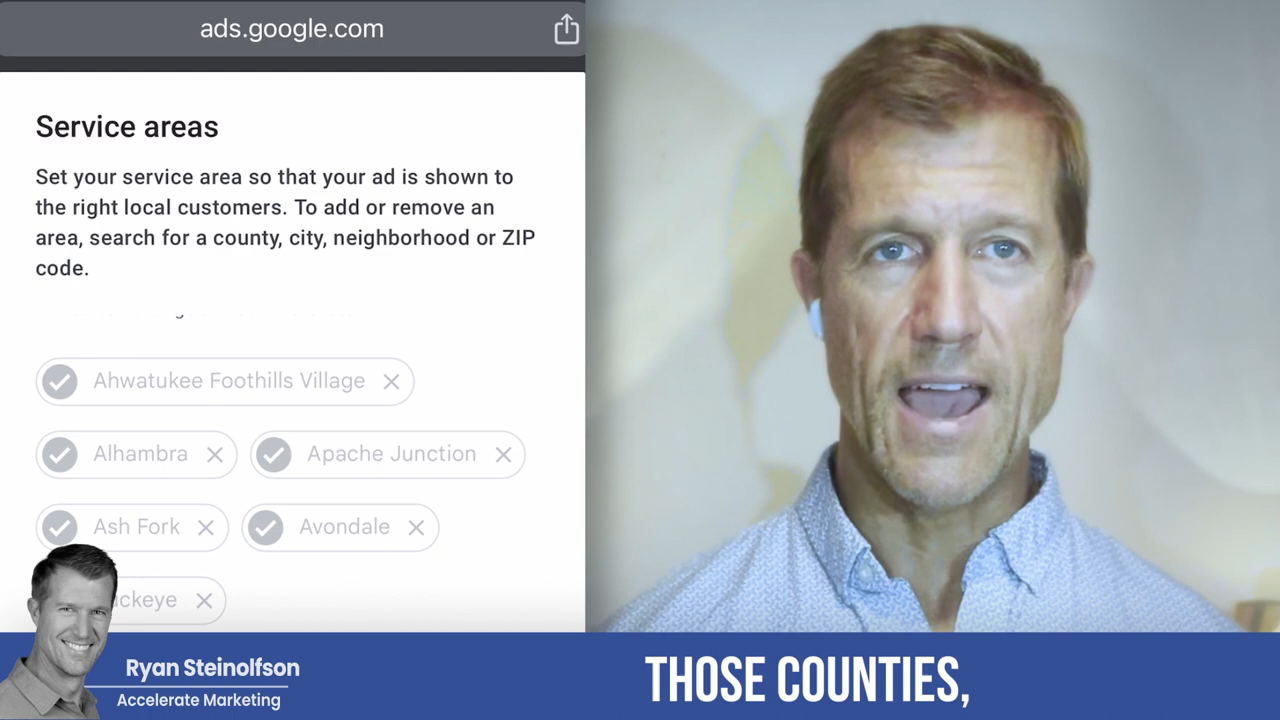 ads.google.com
Service areas
Set your service area so that your ad is shown to
the right local customers. To add or remove an
area, search for a county, city, neighborhood or ZIP
code.
Ahwatukee Foothills Village
Alhambra
Apache Junction
Ash Fork
Avondale
Ryan Steinolfson
Accelerate Marketing
THOSE COUNTIES,